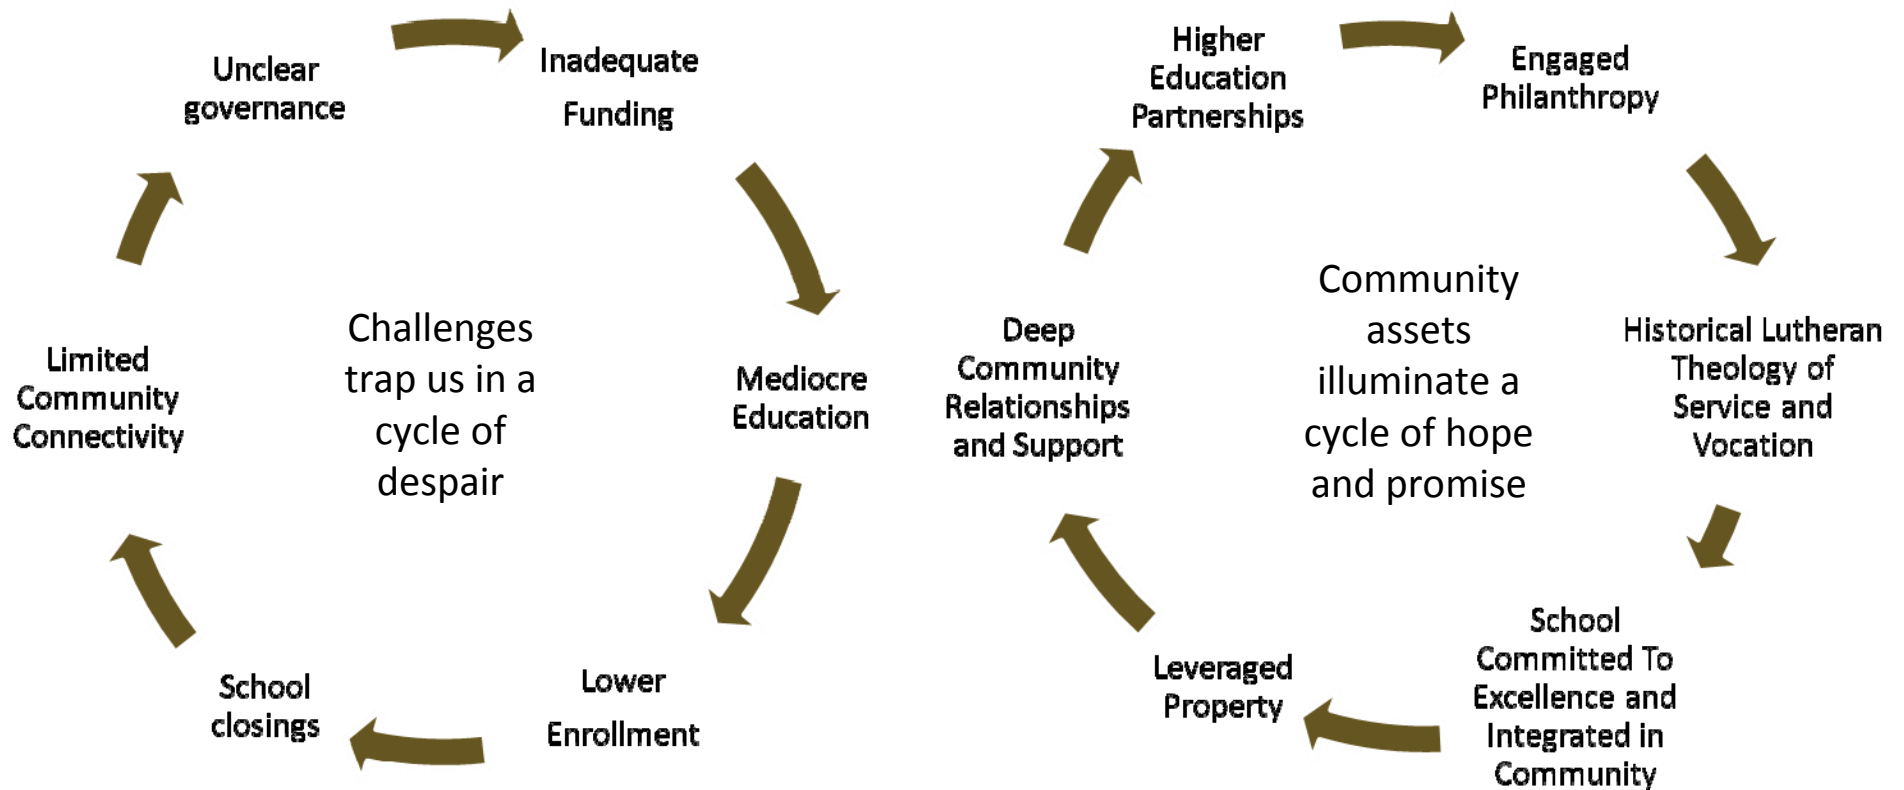 Unclear
governance
Inadequate
Funding
Mediocre
Education
Lower
Enrollment
School
closings
Limited
Community
Connectivity
Challenges
trap us in a
cycle of
despair
Higher
Education
Partnerships
Engaged
Philanthropy
Historical Lutheran
Theology of
Service and
Vocation
School
Committed To
Excellence and
Integrated in
Community
Leveraged
Property
Deep
Community
Relationships
and Support
Community
assets
illuminate a
cycle of hope
and promise